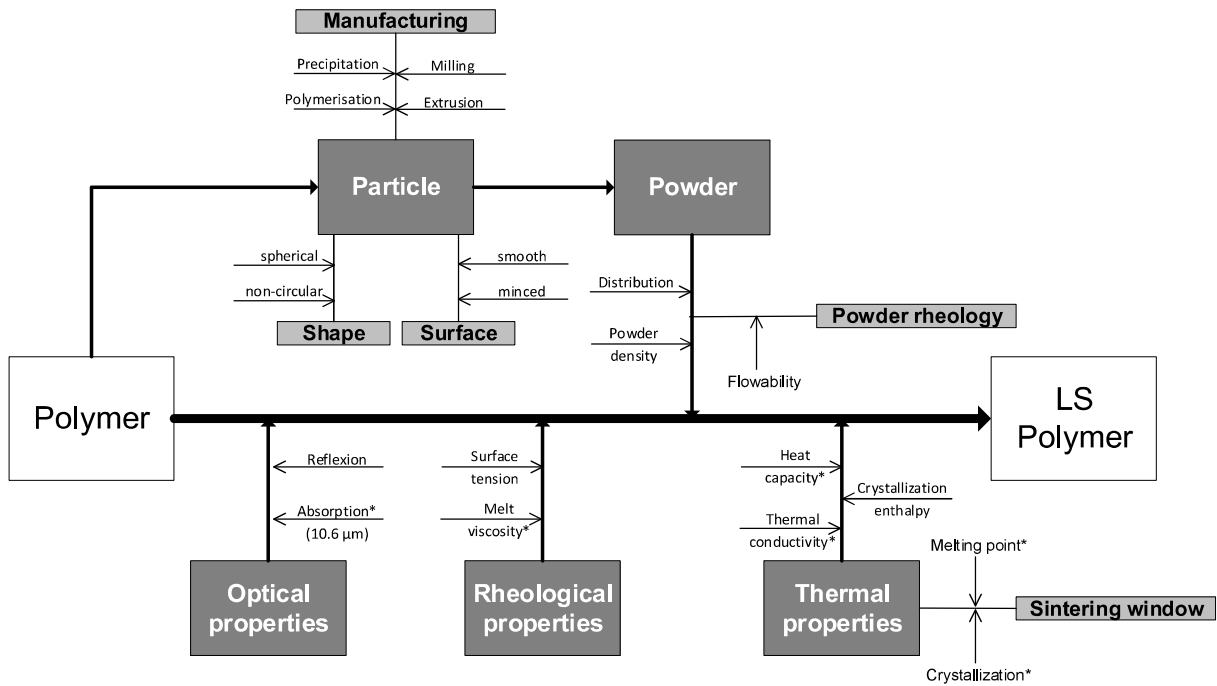 Manufacturing
Precipitation
Milling
Polymerisation
Extrusion
Particle
Powder
spherical
smooth
non-circular
minced
Shape
Surface
Distribution
Powder rheology
Powder
density
Flowability
Polymer
LS
Polymer
Reflexion
Absorption*
(10.6 µm)
Surface
tension
Melt
viscosity*
Heat
capacity*
Crystallization
enthalpy
Thermal
conductivity*
Optical
properties
Rheological
properties
Thermal
properties
Melting point*
Sintering window
Crystallization*